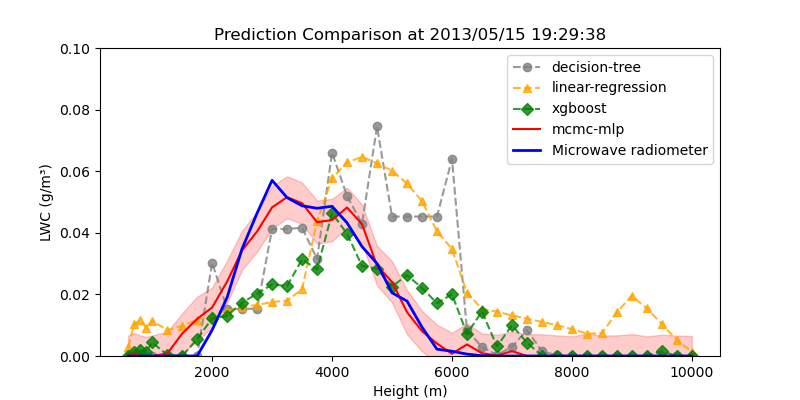 Prediction Comparison at 2013/05/15 19:29:38
0.10
0.08
0.06
0.04
0.02
0.00
LWC (g/m³)
decision-tree
linear-regression
xgboost
mcmc-mlp
Microwave radiometer
2000 4000 6000 8000 10000
Height (m)